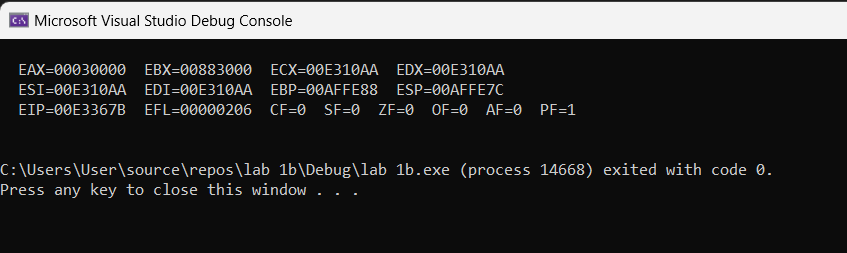 Microsoft Visual Studio Debug Console
EAX=00030000 EBX=00883000 ECX=00E310AA EDX=00E310AA
ESI=00E310AA EDI=00E310AA EBP=00AFFE88 ESP=00AFFE7C
EIP=00E3367B EFL=00000206 CF=0 SF=0 ZF=0 OF=0 AF=0 PF=1
C:\Users\User\source\repos\lab 1b\Debug\lab 1b.exe (process 14668) exited with code 0.
Press any key to close this window . . .